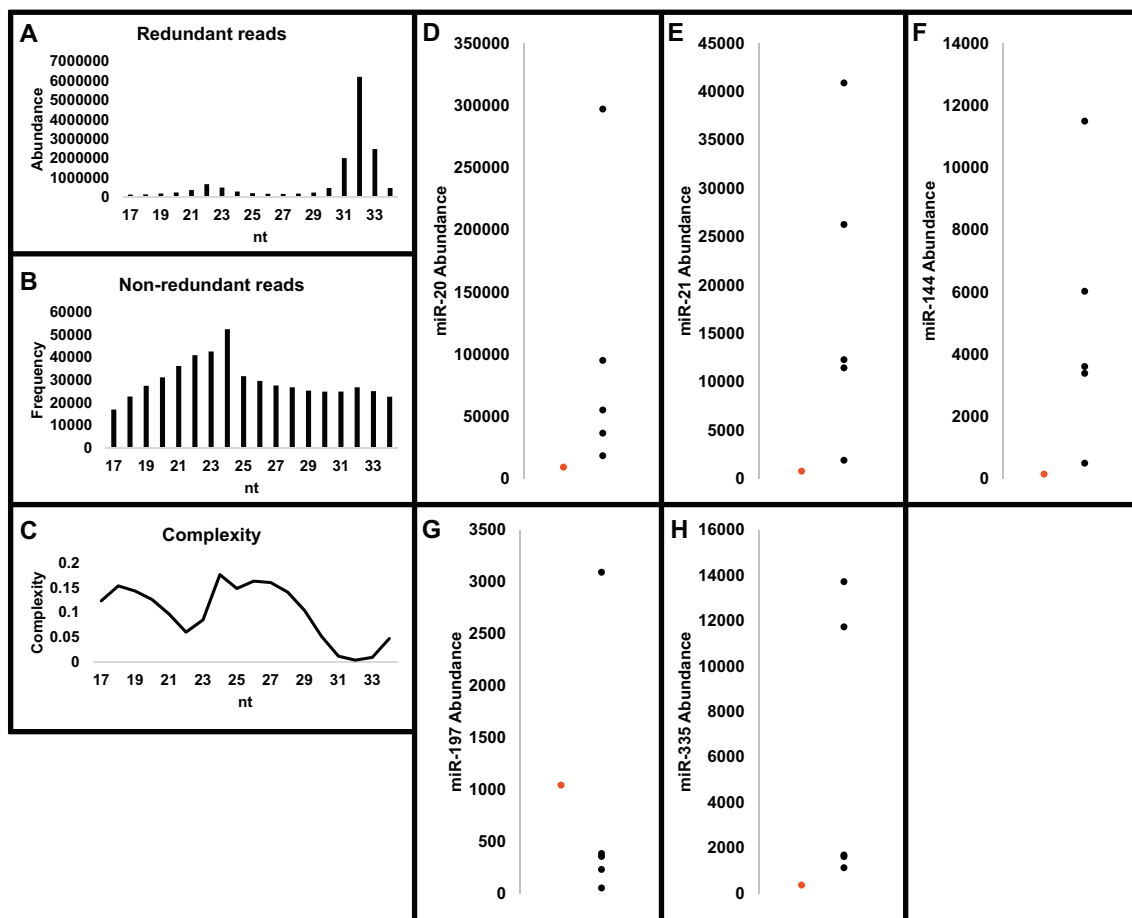 A
Redundant reads
Abundance
7000000
6000000
5000000
4000000
3000000
2000000
1000000
0
17 19 21 23 25 27 29 31 33
nt
B
Non-redundant reads
Frequency
60000
50000
40000
30000
20000
10000
0
17 19 21 23 25 27 29 31 33
nt
C
Complexity
Complexity
0.2
0.15
0.1
0.05
0
17 19 21 23 25 27 29 31 33
nt
D
miR-20 Abundance
350000
300000
250000
200000
150000
100000
50000
0
E
miR-21 Abundance
45000
40000
35000
30000
25000
20000
15000
10000
5000
0
F
miR-144 Abundance
14000
12000
10000
8000
6000
4000
2000
0
G
miR-197 Abundance
3500
3000
2500
2000
1500
1000
500
0
H
miR-335 Abundance
16000
14000
12000
10000
8000
6000
4000
2000
0